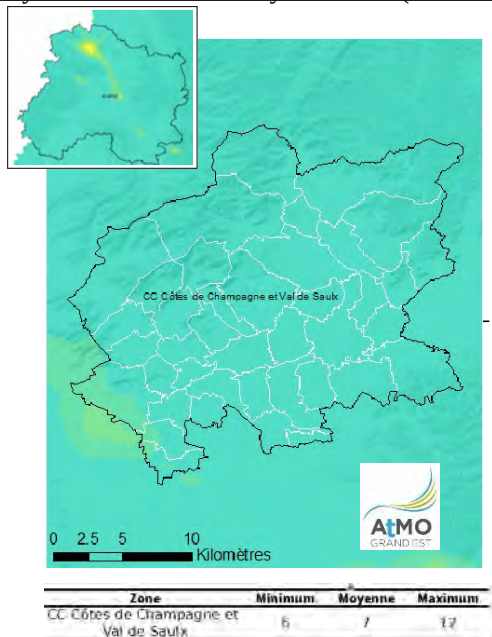 CC Côtes de Champagne et Val de Saulx
0 2.5 5 10
Kilomètres
AtMO
GRAND EST
Zone Minimum Moyenne Maximum
CC Côtes de Champagne et
Val de Saulx
6 7 12